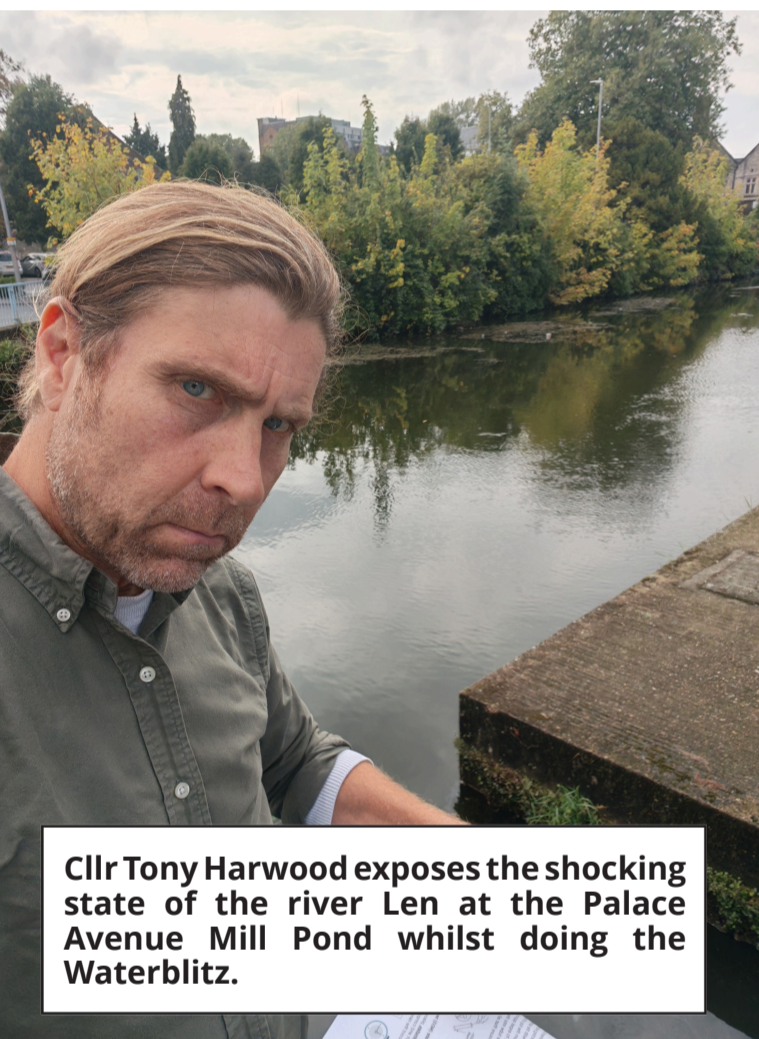 Cllr Tony Harwood exposes the shocking
state of the river Len at the Palace
Avenue Mill Pond whilst doing the
Waterblitz.